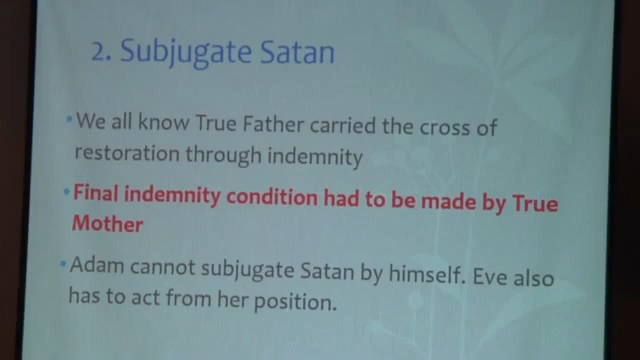 2. Subjugate Satan
• We all know True Father carried the cross of
restoration through indemnity
• Final indemnity condition had to be made by True
Mother
• Adam cannot subjugate Satan by himself. Eve also
has to act from her position.